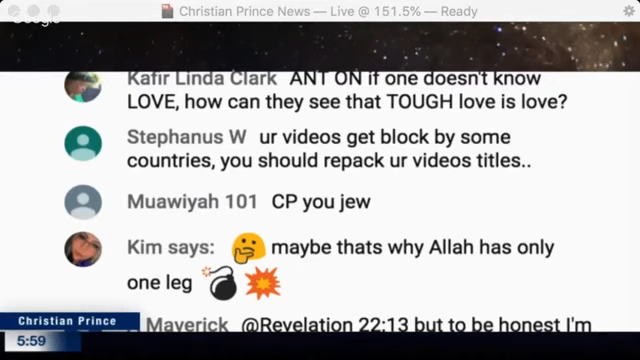 Christian Prince News — Live @ 151.5% — Ready
Google
Kafir Linda Clark ANT ON if one doesn't know
LOVE, how can they see that TOUGH love is love?
Stephanus W ur videos get block by some
countries, you should repack ur videos titles..
Muawiyah 101 CP you jew
Kim says: 🤔 maybe thats why Allah has only
one leg 💣 💥
Christian Prince
Maverick @Revelation 22:13 but to be honest I'm
5:59